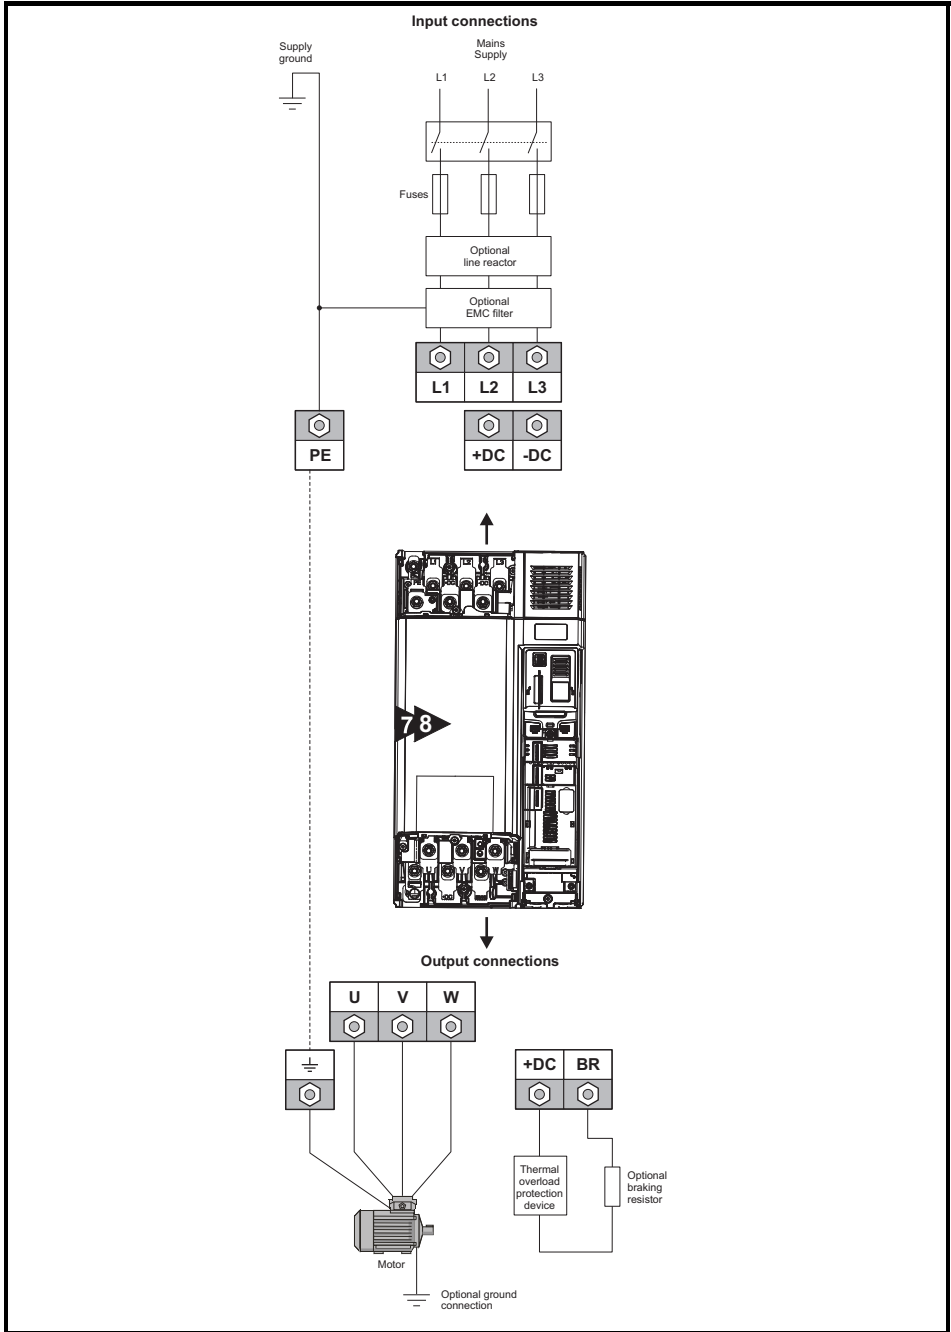 Input connections
Supply
ground
Mains
Supply
L1 L2 L3
Fuses
Optional
line reactor
Optional
EMC filter
L1 L2 L3
PE
+DC -DC
7 8
Output connections
U V W
+DC BR
Thermal
overload
protection
device
Optional
braking
resistor
Motor
Optional ground
connection